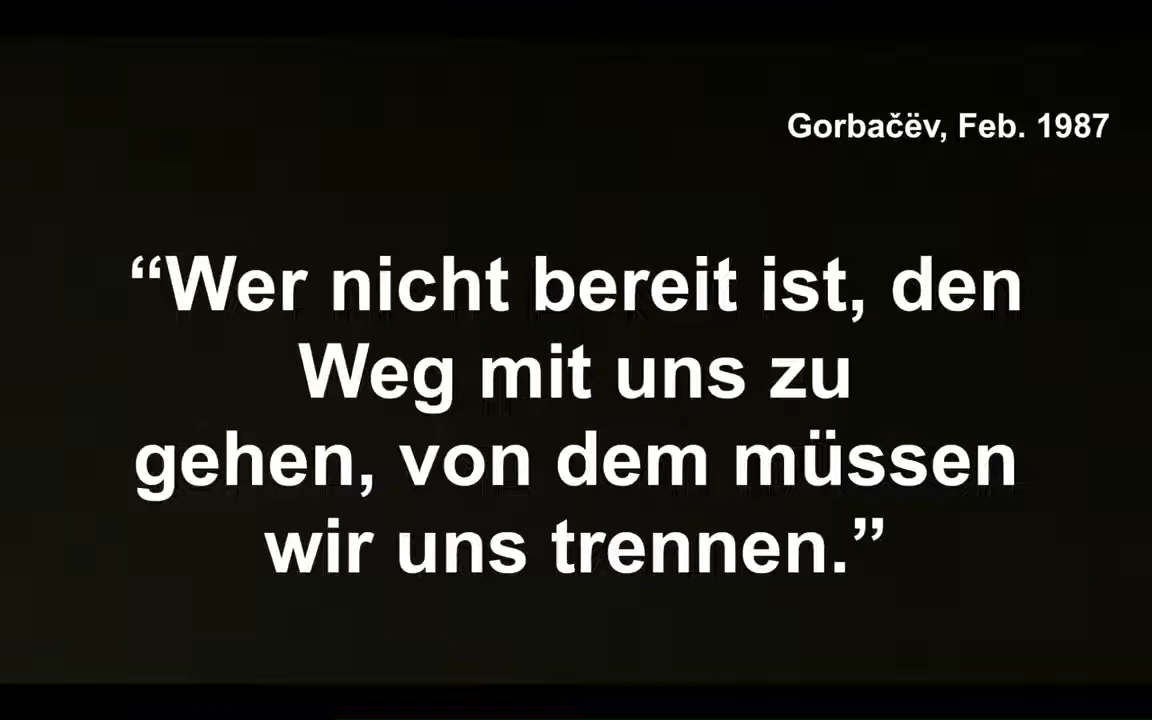 Gorbačëv, Feb. 1987
“Wer nicht bereit ist, den
Weg mit uns zu
gehen, von dem müssen
wir uns trennen.”